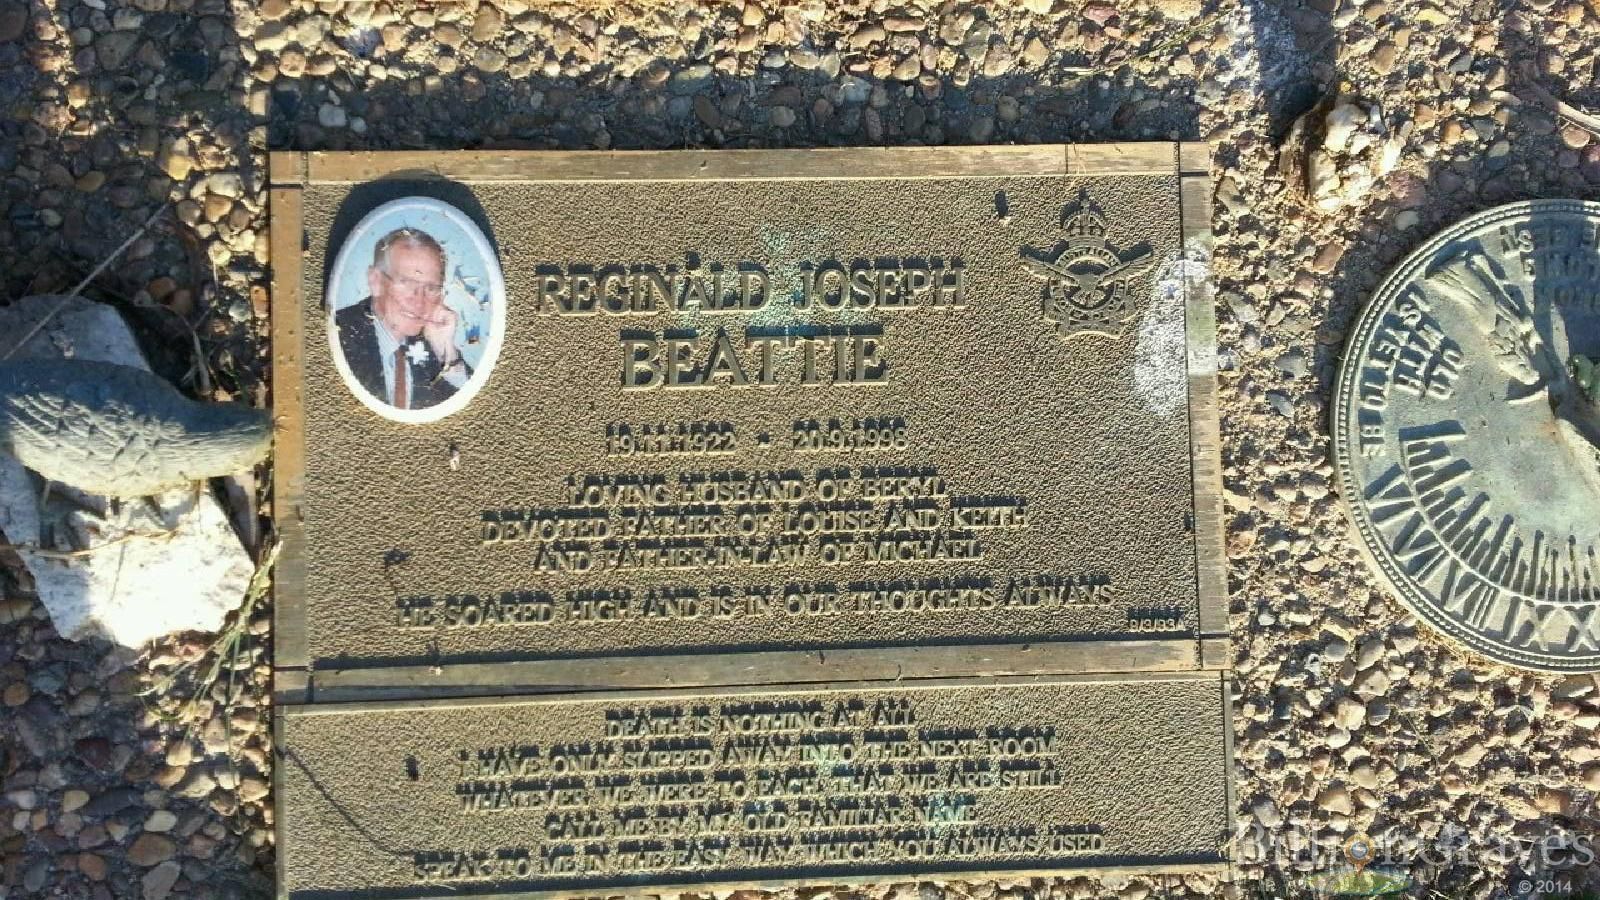 REGINALD JOSEPH
BEATTIE
19.11.1922 * 20.9.1998
LOVING HUSBAND OF BERYL
DEVOTED FATHER OF LOUISE AND KEITH
AND FATHER-IN-LAW OF MICHAEL
HE SOARED HIGH AND IS IN OUR THOUGHTS ALWAYS
9/3/93A
DEATH IS NOTHING AT ALL
I HAVE ONLY SLIPPED AWAY INTO THE NEXT ROOM
WHATEVER WE WERE TO EACH THAT WE ARE STILL
CALL ME BY MY OLD FAMILIAR NAME
SPEAK TO ME IN THE EASY WAY WHICH YOU ALWAYS USED
OLD
BillionGraves
© 2014